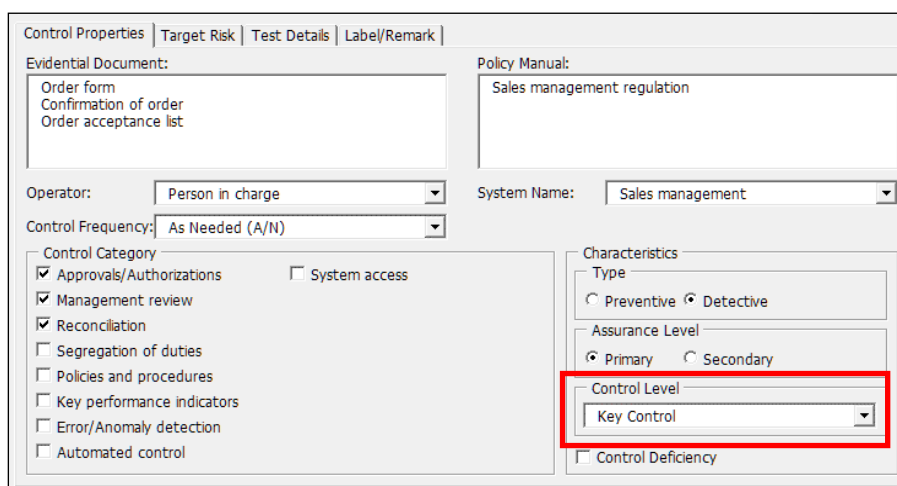 Control Properties Target Risk Test Details Label/Remark
Evidential Document:
Order form
Confirmation of order
Order acceptance list
Policy Manual:
Sales management regulation
Operator: Person in charge
System Name: Sales management
Control Frequency: As Needed (A/N)
Control Category
Approvals/Authorizations
System access
Management review
Reconciliation
Segregation of duties
Policies and procedures
Key performance indicators
Error/Anomaly detection
Automated control
Characteristics
Type
Preventive Detective
Assurance Level
Primary Secondary
Control Level
Key Control
Control Deficiency